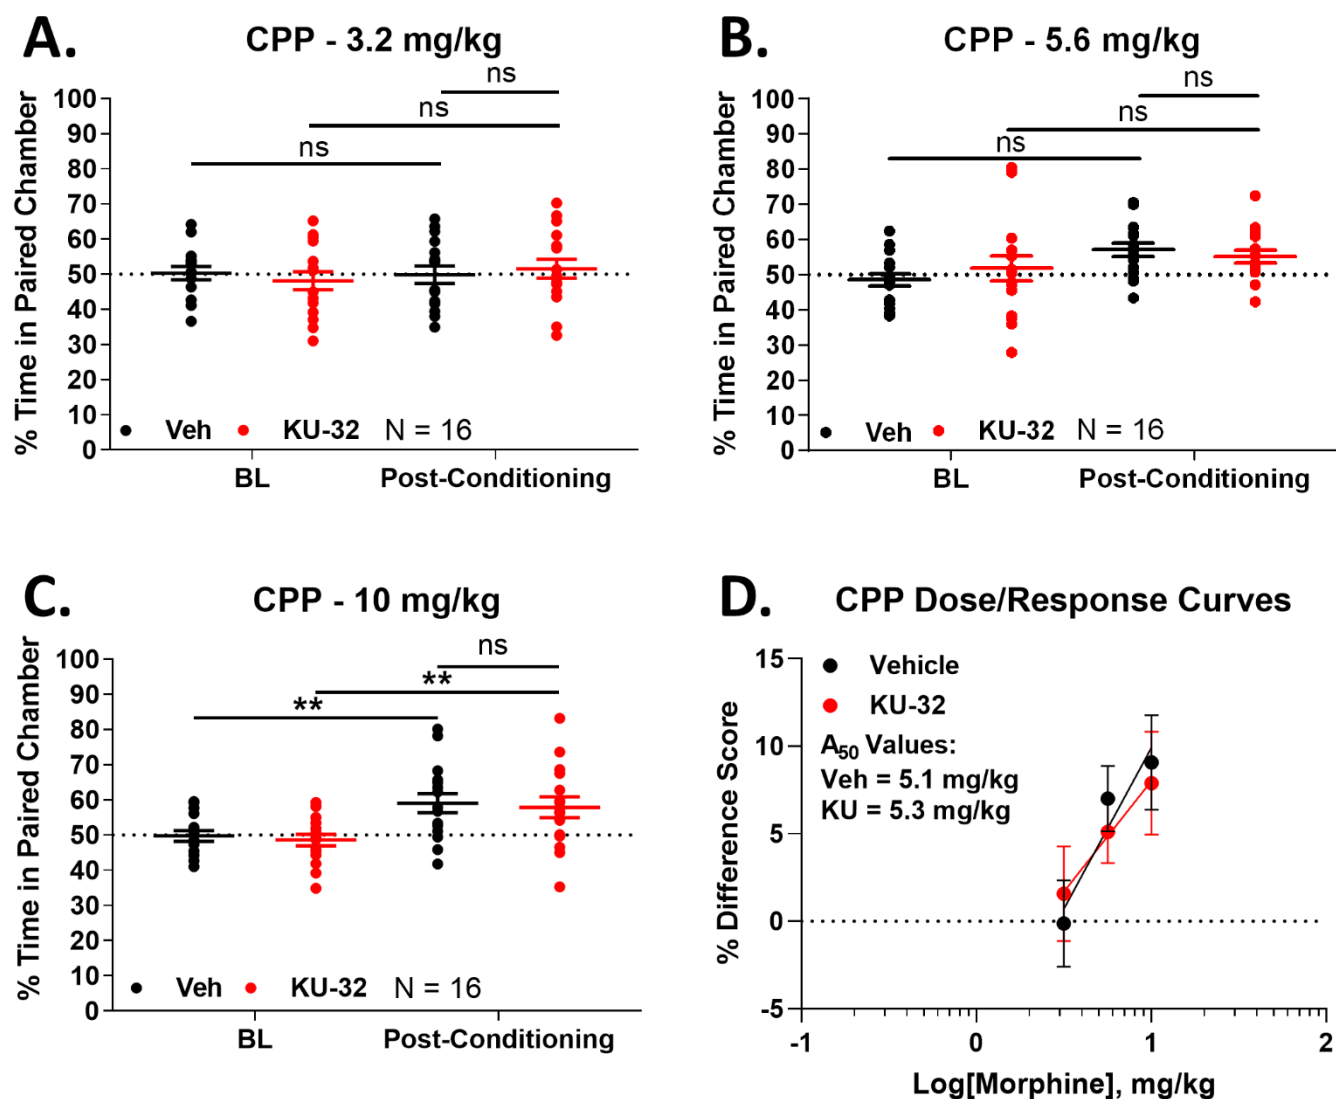 A.
CPP - 3.2 mg/kg
ns
ns
ns
% Time in Paired Chamber
100
90
80
70
60
50
40
30
20
10
0
Veh KU-32 N = 16
BL Post-Conditioning
B.
CPP - 5.6 mg/kg
ns
ns
ns
% Time in Paired Chamber
100
90
80
70
60
50
40
30
20
10
0
Veh KU-32 N = 16
BL Post-Conditioning
C.
CPP - 10 mg/kg
ns
**
**
% Time in Paired Chamber
100
90
80
70
60
50
40
30
20
10
0
Veh KU-32 N = 16
BL Post-Conditioning
D.
CPP Dose/Response Curves
Vehicle
KU-32
A50 Values:
Veh = 5.1 mg/kg
KU = 5.3 mg/kg
% Difference Score
15
10
5
0
-5
-1 0 1 2
Log[Morphine], mg/kg